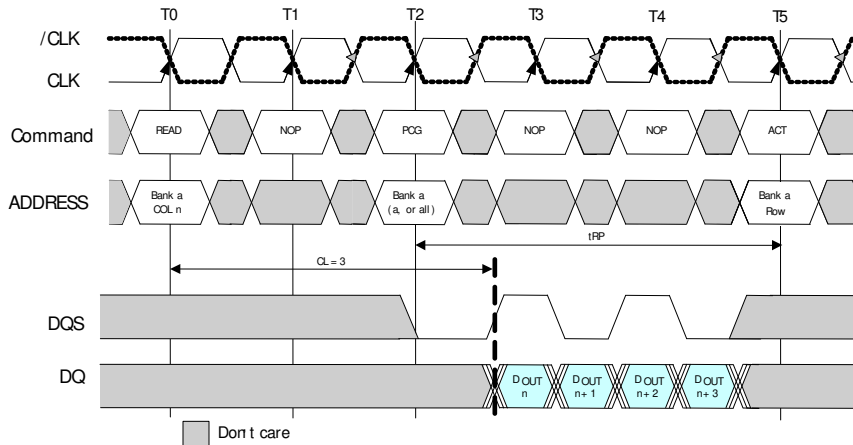 T0 T1 T2 T3 T4 T5
/CLK
CLK
Command READ NOP PCG NOP NOP ACT
ADDRESS Bank a COL n Bank a (a, or all) Bank a Row
tRP
CL = 3
DQS
DQ DOUT n DOUT n+1 DOUT n+2 DOUT n+3
Don't care